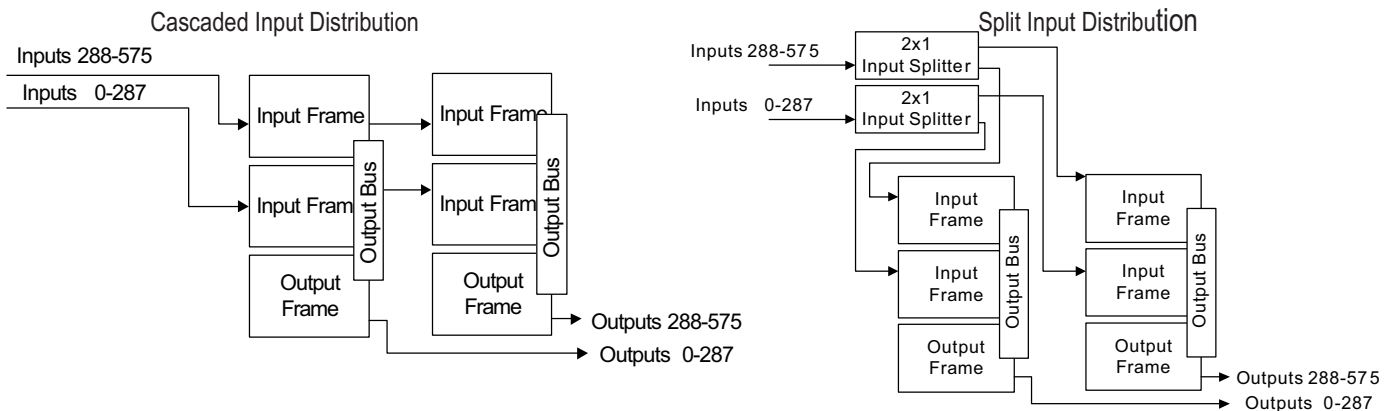 Cascaded Input Distribution
Inputs 288-575
Inputs 0-287
Input Frame
Input Frame
Input Fram
Input Fram
Output Bus
Output Bus
Output
Frame
Output
Frame
Outputs 288-575
Outputs 0-287
Split Input Distribution
Inputs 288-575
2x1
Input Splitter
Inputs 0-287
2x1
Input Splitter
Input
Frame
Input
Frame
Input
Frame
Input
Frame
Output Bus
Output Bus
Output
Frame
Output
Frame
Outputs 288-575
Outputs 0-287